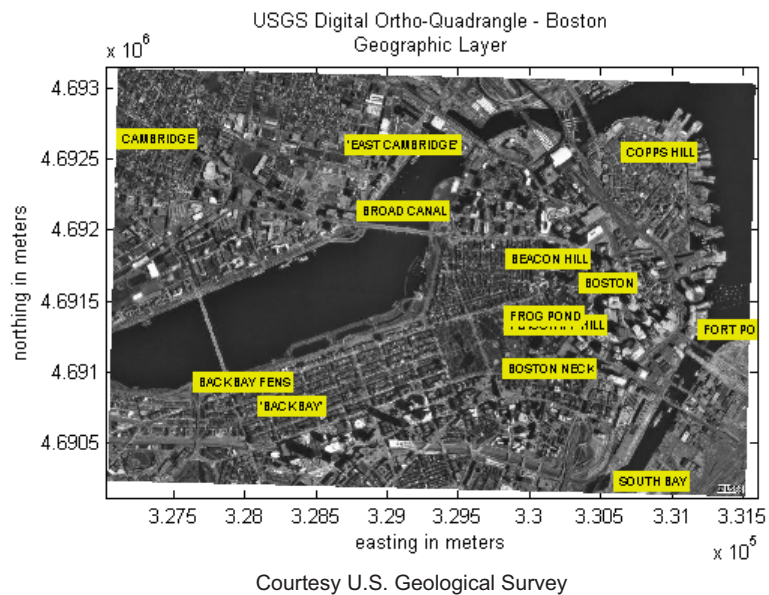 USGS Digital Ortho-Quadrangle - Boston
Geographic Layer
x 10^6
4.693
4.6925
4.692
4.6915
4.691
4.6905
northing in meters
CAMBRIDGE
'EAST CAMBRIDGE'
COPPS HILL
BROAD CANAL
BEACON HILL
BOSTON
FROG POND
HILL
FORT PO
BOSTON NECK
BACK BAY FENS
'BACK BAY'
SOUTH BAY
3.275 3.28 3.285 3.29 3.295 3.3 3.305 3.31 3.315
easting in meters
x 10^5
Courtesy U.S. Geological Survey